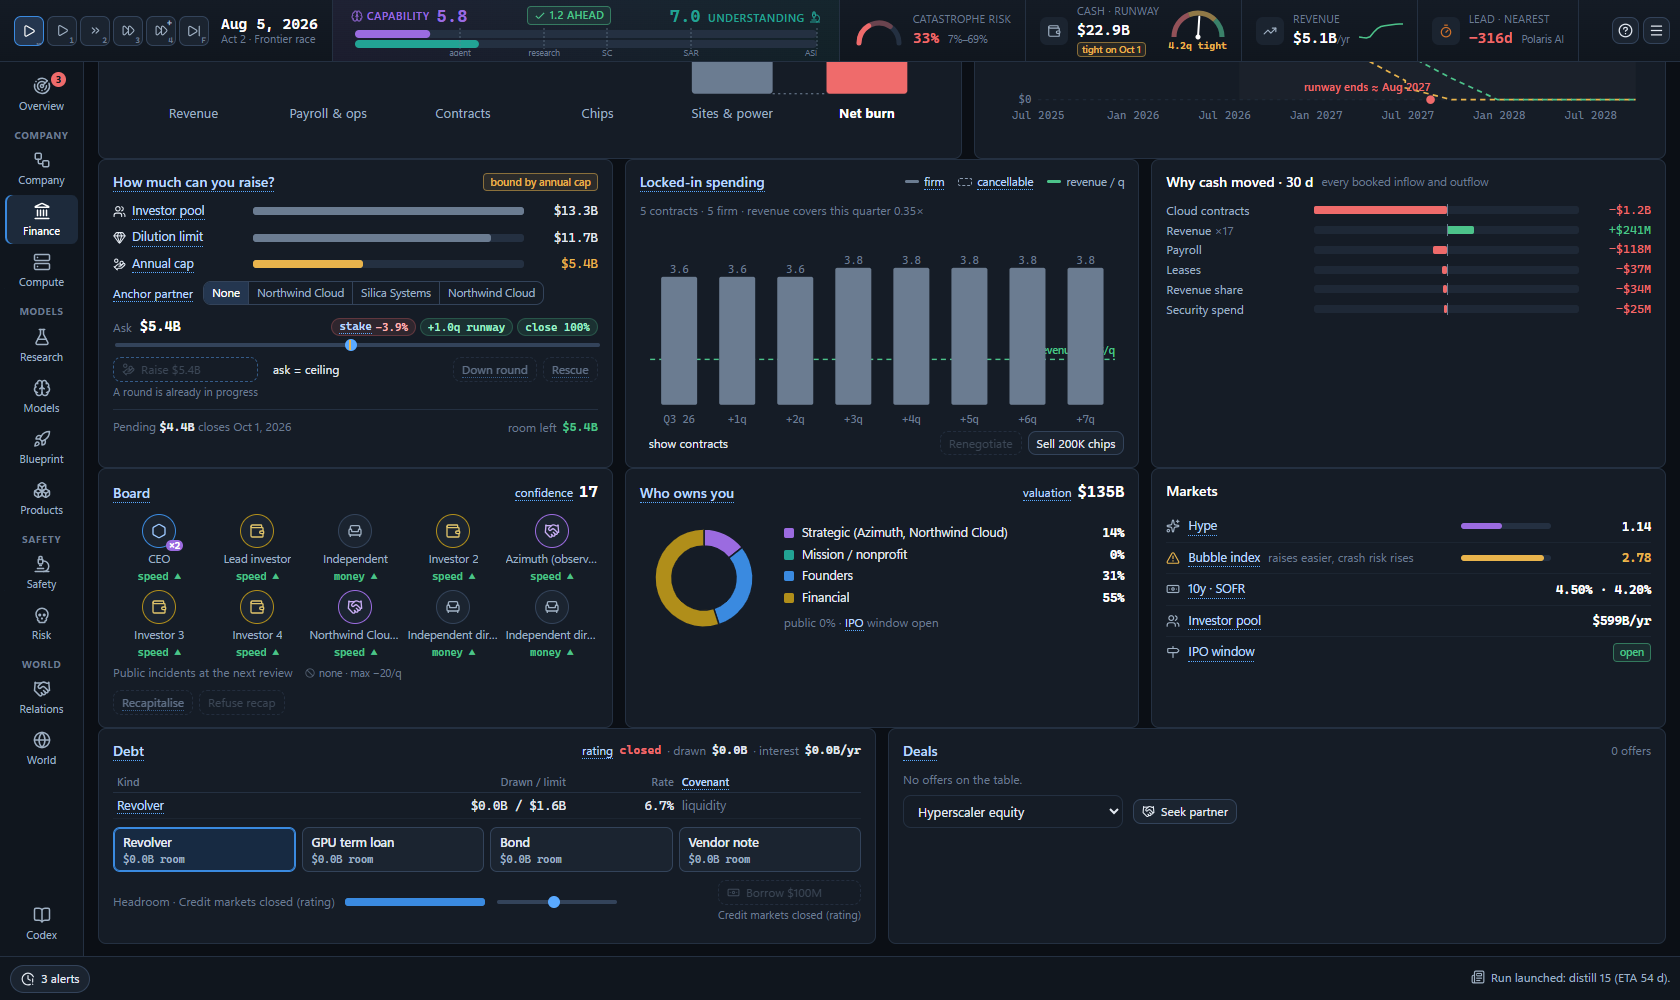 Aug 5, 2026
Act 2 · Frontier race
CAPABILITY 5.8
1.2 AHEAD
7.0 UNDERSTANDING
agent research SC SAR ASI
CATASTROPHE RISK
33% 7%–69%
CASH · RUNWAY
$22.9B
tight on Oct 1
4.2q tight
REVENUE
$5.1B/yr
LEAD · NEAREST
−316d Polaris AI
Overview 3
COMPANY
Company
Finance
Compute
MODELS
Research
Models
Blueprint
Products
SAFETY
Safety
Risk
WORLD
Relations
World
Codex
Revenue Payroll & ops Contracts Chips Sites & power Net burn
runway ends ≈ Aug 2027
$0
Jul 2025 Jan 2026 Jul 2026 Jan 2027 Jul 2027 Jan 2028 Jul 2028
How much can you raise? bound by annual cap
Investor pool $13.3B
Dilution limit $11.7B
Annual cap $5.4B
Anchor partner None Northwind Cloud Silica Systems Northwind Cloud
Ask $5.4B stake −3.9% +1.0q runway close 100%
Raise $5.4B ask = ceiling Down round Rescue
A round is already in progress
Pending $4.4B closes Oct 1, 2026 room left $5.4B
Locked-in spending firm cancellable revenue / q
5 contracts · 5 firm · revenue covers this quarter 0.35×
3.6 3.6 3.6 3.8 3.8 3.8 3.8 3.8
Q3 26 +1q +2q +3q +4q +5q +6q +7q
show contracts Renegotiate Sell 200K chips
Why cash moved · 30 d every booked inflow and outflow
Cloud contracts −$1.2B
Revenue ×17 +$241M
Payroll −$118M
Leases −$37M
Revenue share −$34M
Security spend −$25M
Board confidence 17
×2
CEO Lead investor Independent Investor 2 Azimuth (observ...
speed ▲ speed ▲ money ▲ speed ▲ speed ▲
Investor 3 Investor 4 Northwind Clou... Independent dir... Independent dir...
speed ▲ speed ▲ speed ▲ money ▲ money ▲
Public incidents at the next review none · max −20/q
Recapitalise Refuse recap
Who owns you valuation $135B
Strategic (Azimuth, Northwind Cloud) 14%
Mission / nonprofit 0%
Founders 31%
Financial 55%
public 0% · IPO window open
Markets
Hype 1.14
Bubble index raises easier, crash risk rises 2.78
10y · SOFR 4.50% · 4.20%
Investor pool $599B/yr
IPO window open
Debt rating closed · drawn $0.0B · interest $0.0B/yr
Kind Drawn / limit Rate Covenant
Revolver $0.0B / $1.6B 6.7% liquidity
Revolver GPU term loan Bond Vendor note
$0.0B room $0.0B room $0.0B room $0.0B room
Headroom · Credit markets closed (rating) Borrow $100M
Credit markets closed (rating)
Deals 0 offers
No offers on the table.
Hyperscaler equity Seek partner
3 alerts
Run launched: distill 15 (ETA 54 d).